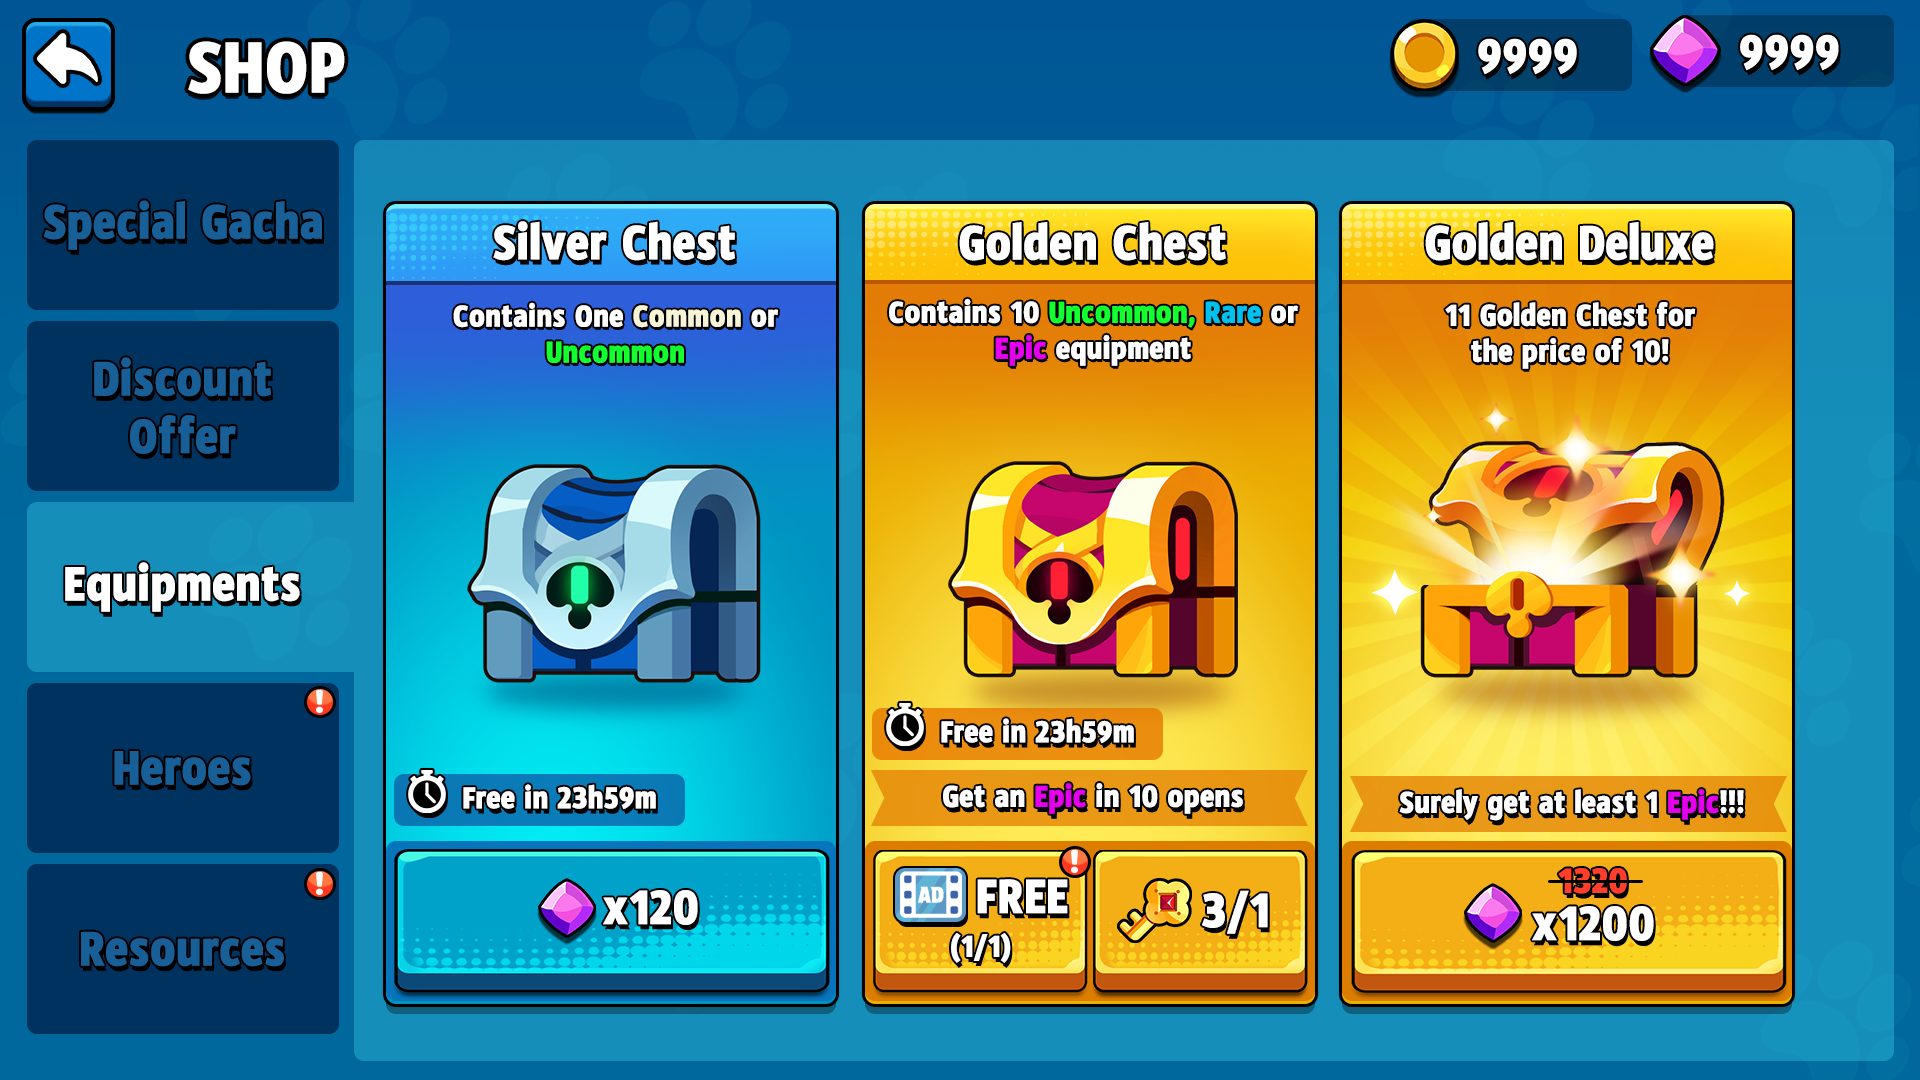 SHOP
9999
9999
Special Gacha
Discount
Offer
Equipments
Heroes
!
Resources
!
Silver Chest
Contains One Common or
Uncommon
Free in 23h59m
x120
Golden Chest
Contains 10 Uncommon, Rare or
Epic equipment
Free in 23h59m
Get an Epic in 10 opens
AD FREE
!
(1/1)
3/1
Golden Deluxe
11 Golden Chest for
the price of 10!
Surely get at least 1 Epic!!!
1320
x1200